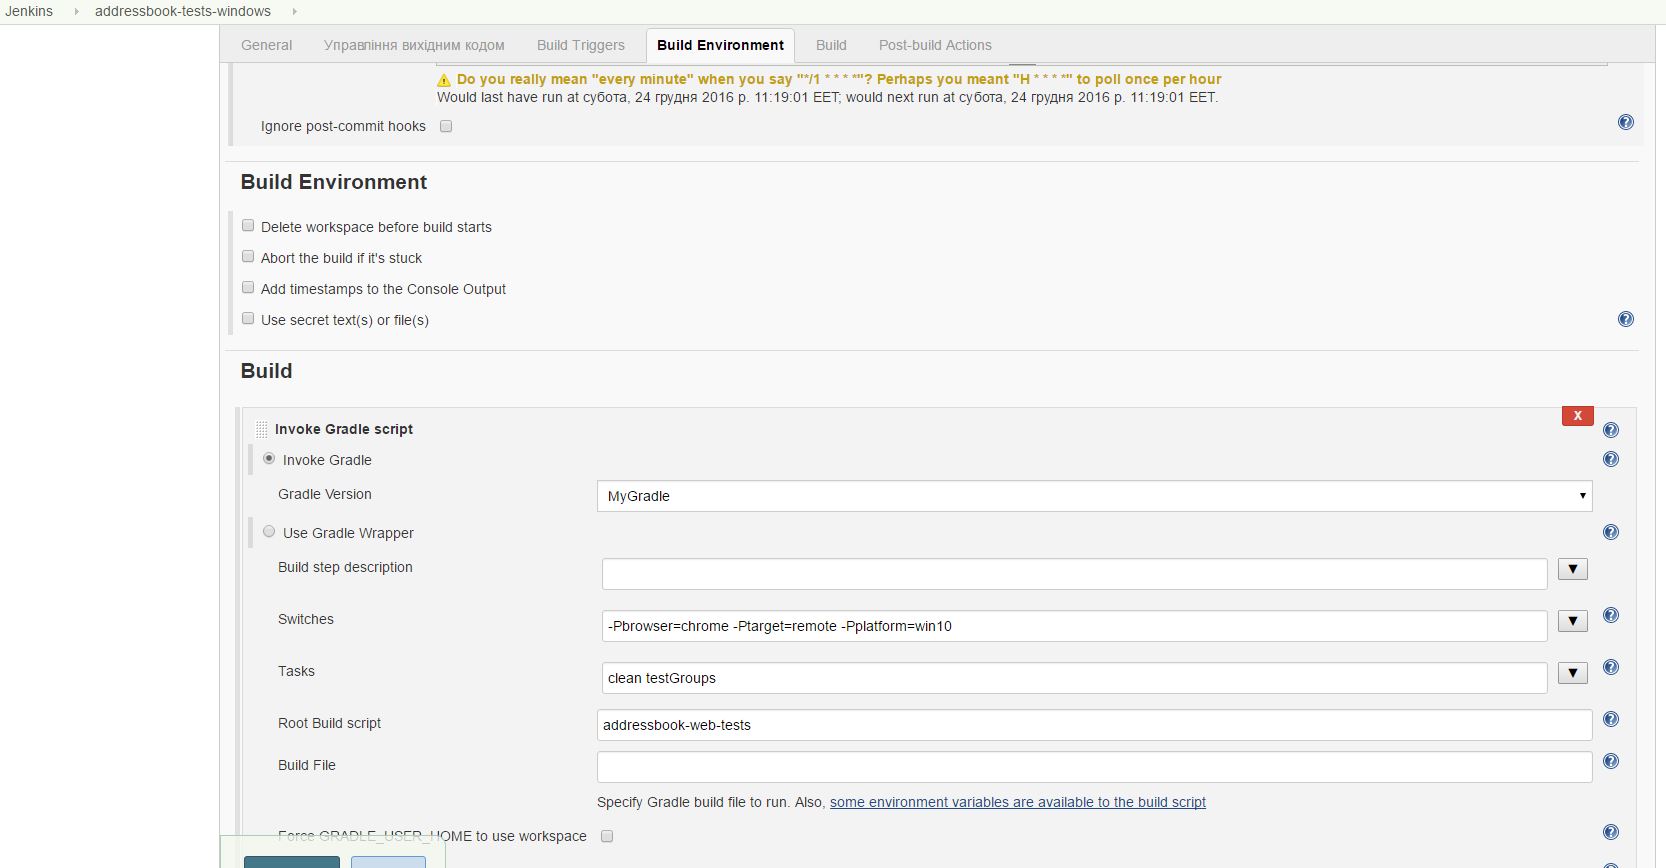 Jenkins addressbook-tests-windows
General Управління вихідним кодом Build Triggers Build Environment Build Post-build Actions
Do you really mean "every minute" when you say "*/1 * * * *"? Perhaps you meant "H * * * *" to poll once per hour
Would last have run at субота, 24 грудня 2016 р. 11:19:01 EET; would next run at субота, 24 грудня 2016 р. 11:19:01 EET.
Ignore post-commit hooks
Build Environment
Delete workspace before build starts
Abort the build if it's stuck
Add timestamps to the Console Output
Use secret text(s) or file(s)
Build
X
Invoke Gradle script
Invoke Gradle
Gradle Version MyGradle
Use Gradle Wrapper
Build step description
Switches -Pbrowser=chrome -Ptarget=remote -Pplatform=win10
Tasks clean testGroups
Root Build script addressbook-web-tests
Build File
Specify Gradle build file to run. Also, some environment variables are available to the build script
Force GRADLE_USER_HOME to use workspace